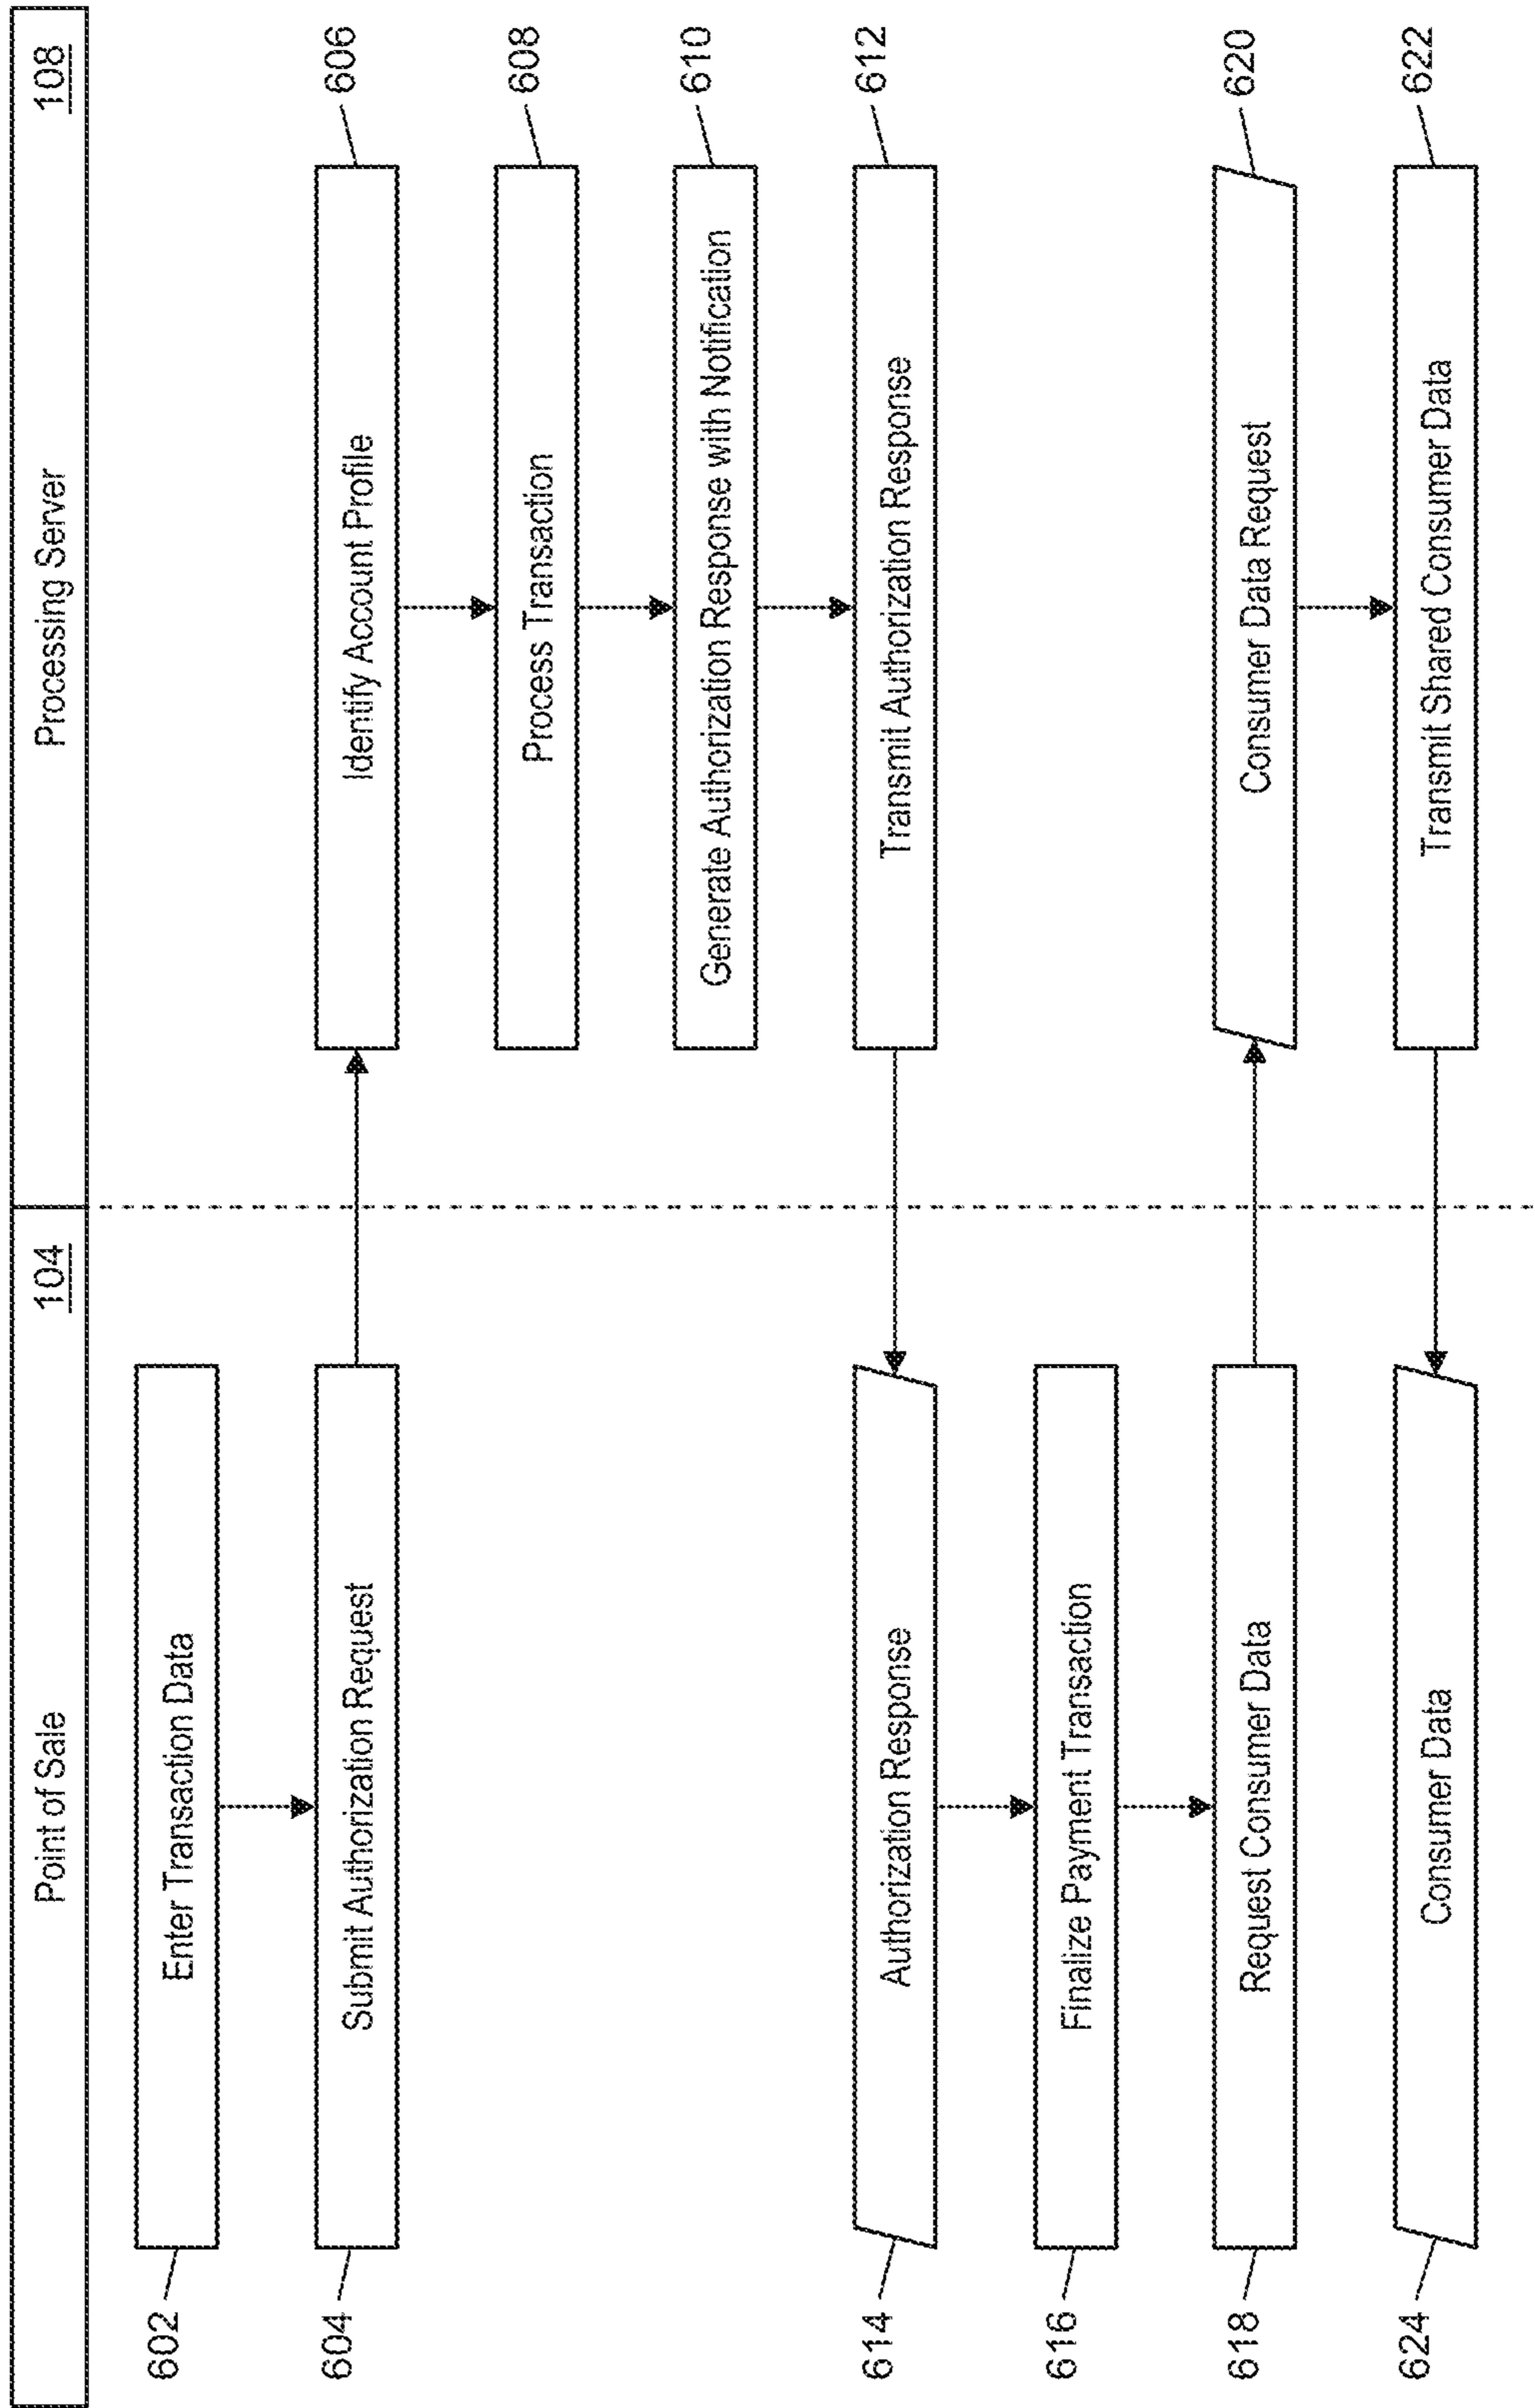 Point of Sale
104
Processing Server
108
602
Enter Transaction Data
604
Submit Authorization Request
Identify Account Profile
606
Process Transaction
608
Generate Authorization Response with Notification
610
Transmit Authorization Response
612
614
Authorization Response
616
Finalize Payment Transaction
618
Request Consumer Data
Consumer Data Request
620
Transmit Shared Consumer Data
622
624
Consumer Data